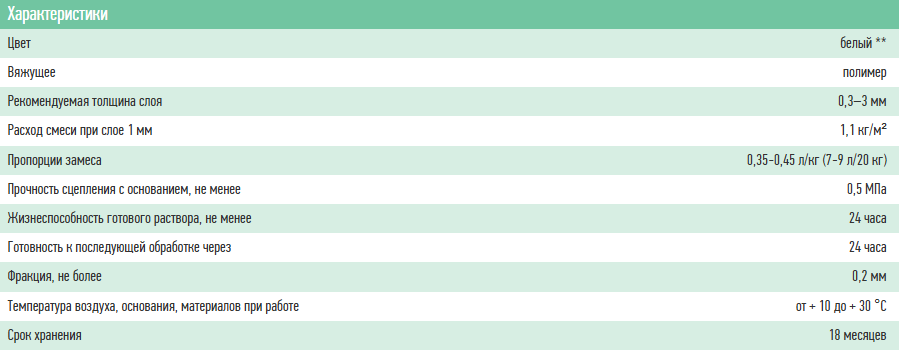 Характеристики
Цвет белый **
Вяжущее полимер
Рекомендуемая толщина слоя 0,3–3 мм
Расход смеси при слое 1 мм 1,1 кг/м²
Пропорции замеса 0,35-0,45 л/кг (7-9 л/20 кг)
Прочность сцепления с основанием, не менее 0,5 МПа
Жизнеспособность готового раствора, не менее 24 часа
Готовность к последующей обработке через 24 часа
Фракция, не более 0,2 мм
Температура воздуха, основания, материалов при работе от + 10 до + 30 °С
Срок хранения 18 месяцев